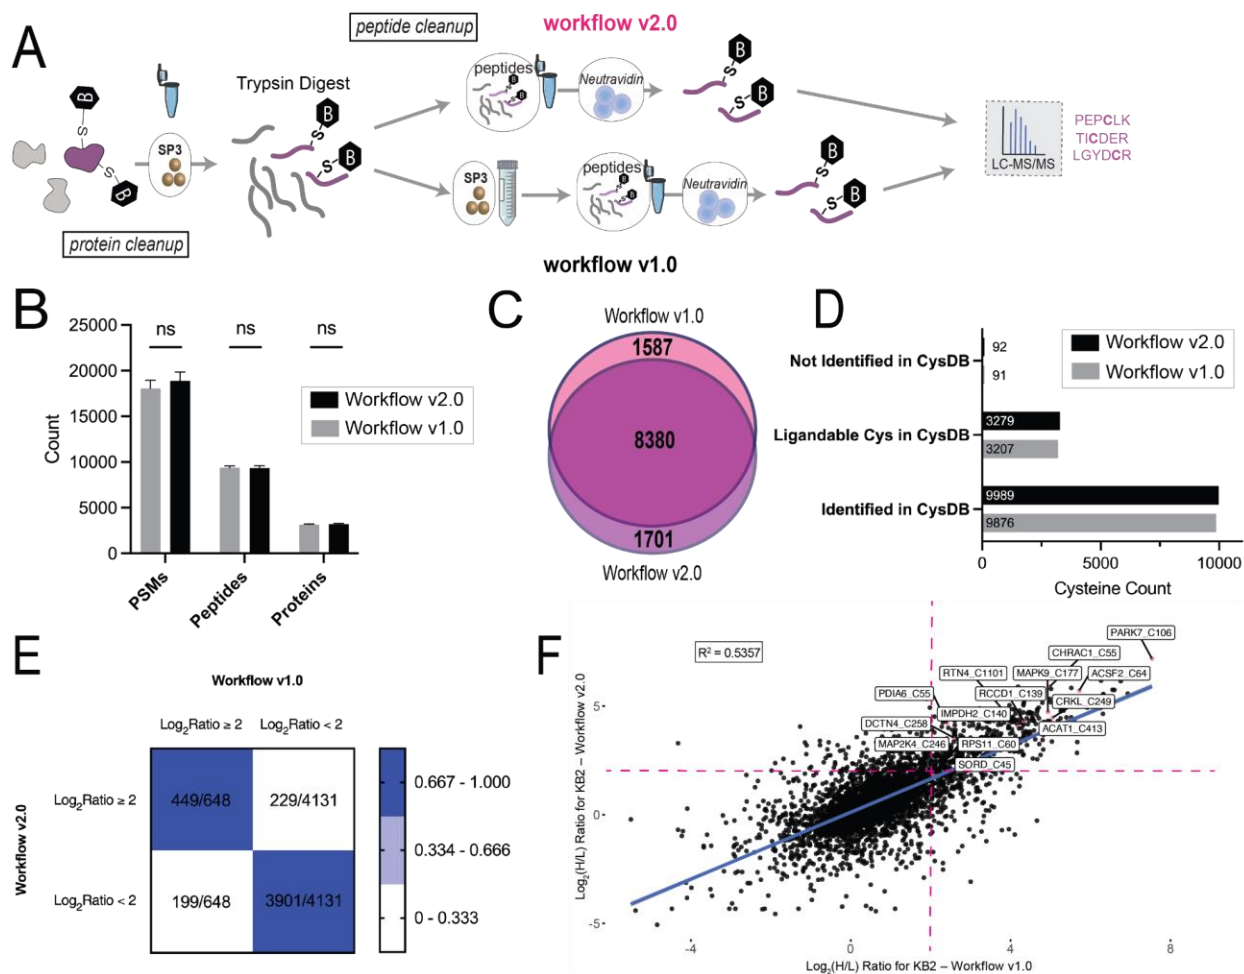 A
peptide cleanup
workflow v2.0
B
S
S
B
SP3
protein cleanup
Trypsin Digest
B
S
B
S
peptides
B
B
Neutravidin
B
S
B
S
SP3
peptides
B
B
Neutravidin
B
S
B
S
workflow v1.0
LC-MS/MS
PEPCLK
TICDER
LGYDCR
B
25000
20000
15000
10000
5000
0
Count
ns
ns
ns
Workflow v2.0
Workflow v1.0
PSMs
Peptides
Proteins
C
Workflow v1.0
1587
8380
1701
Workflow v2.0
D
Workflow v2.0
Workflow v1.0
Not Identified in CysDB
92
91
Ligandable Cys in CysDB
3279
3207
Identified in CysDB
9989
9876
0
5000
10000
Cysteine Count
E
Workflow v1.0
Log2Ratio ≥ 2
Log2Ratio < 2
Workflow v2.0
Log2Ratio ≥ 2
449/648
229/4131
Log2Ratio < 2
199/648
3901/4131
0.667 - 1.000
0.334 - 0.666
0 - 0.333
F
R² = 0.5357
PARK7_C106
CHRAC1_C55
RTN4_C1101
MAPK9_C177
ACSF2_C64
PDIA6_C55
RCCD1_C139
CRKL_C249
IMPDH2_C140
DCTN4_C258
ACAT1_C413
MAP2K4_C246
RPS11_C60
SORD_C45
5
0
-5
Log2(H/L) Ratio for KB2 – Workflow v2.0
-4
0
4
8
Log2(H/L) Ratio for KB2 – Workflow v1.0